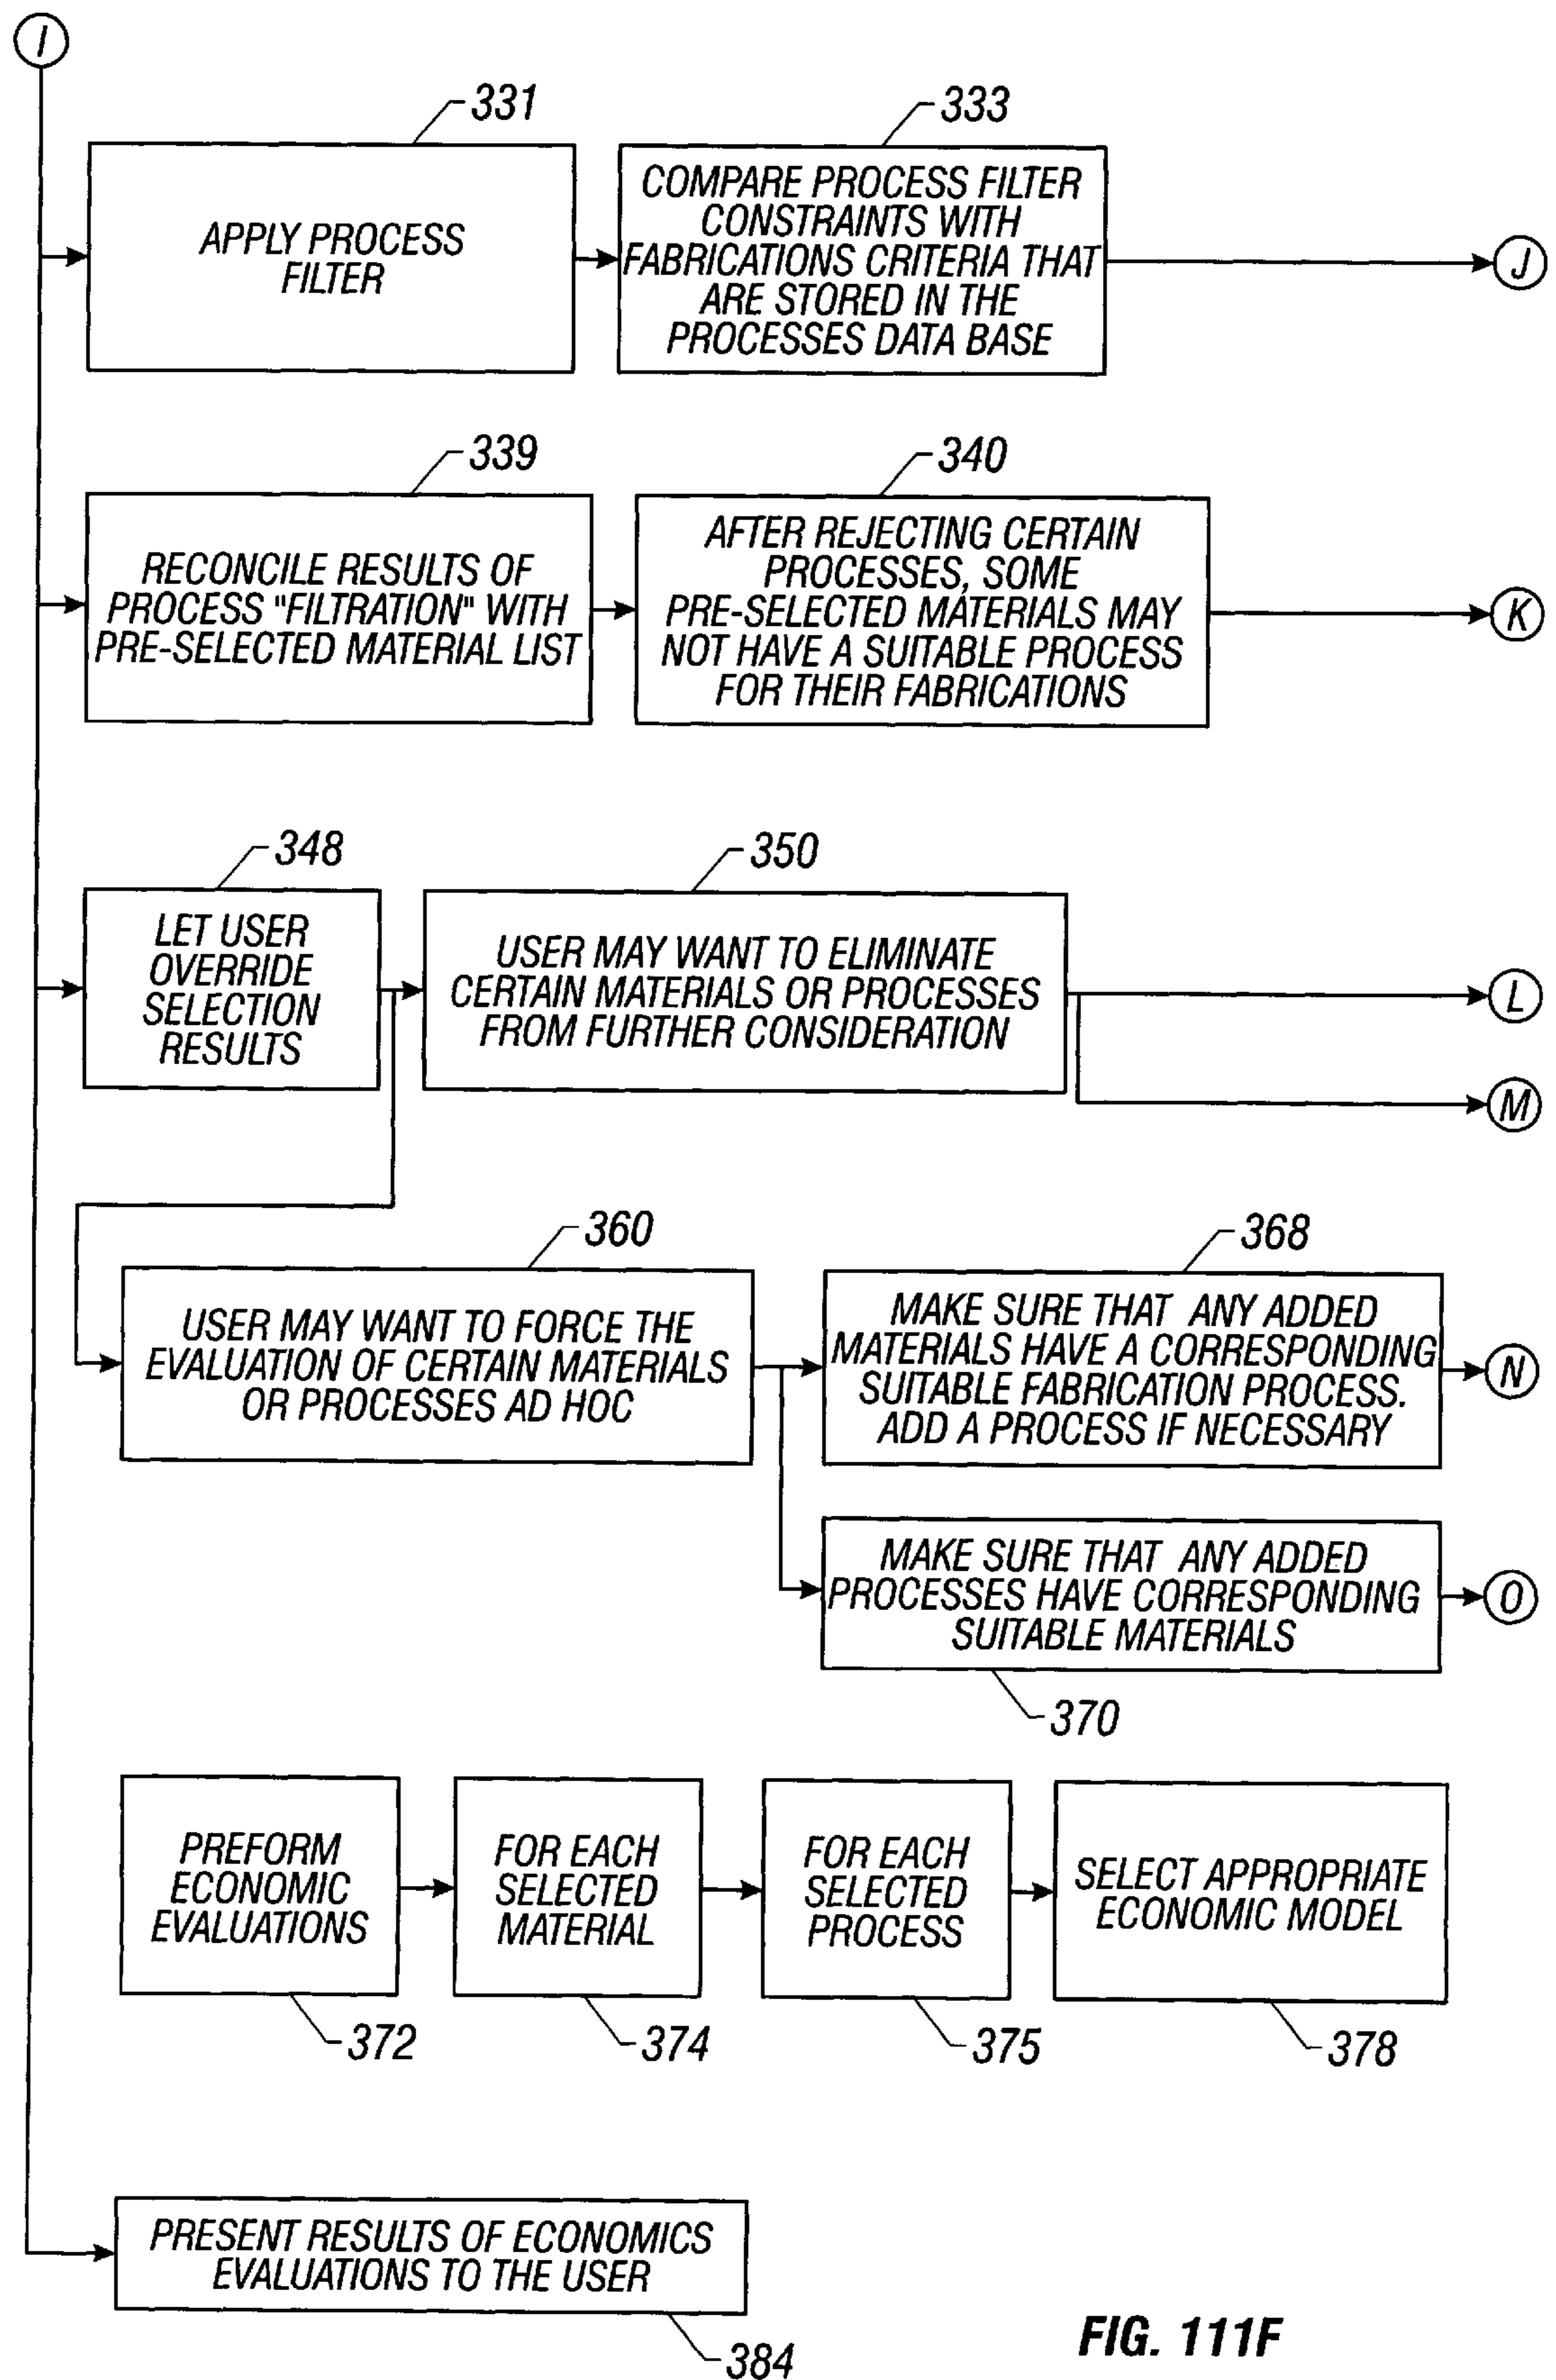 I
331
333
APPLY PROCESS
FILTER
COMPARE PROCESS FILTER
CONSTRAINTS WITH
FABRICATIONS CRITERIA THAT
ARE STORED IN THE
PROCESSES DATA BASE
J
339
340
RECONCILE RESULTS OF
PROCESS "FILTRATION" WITH
PRE-SELECTED MATERIAL LIST
AFTER REJECTING CERTAIN
PROCESSES, SOME
PRE-SELECTED MATERIALS MAY
NOT HAVE A SUITABLE PROCESS
FOR THEIR FABRICATIONS
K
348
350
LET USER
OVERRIDE
SELECTION
RESULTS
USER MAY WANT TO ELIMINATE
CERTAIN MATERIALS OR PROCESSES
FROM FURTHER CONSIDERATION
L
M
360
368
USER MAY WANT TO FORCE THE
EVALUATION OF CERTAIN MATERIALS
OR PROCESSES AD HOC
MAKE SURE THAT ANY ADDED
MATERIALS HAVE A CORRESPONDING
SUITABLE FABRICATION PROCESS.
ADD A PROCESS IF NECESSARY
N
MAKE SURE THAT ANY ADDED
PROCESSES HAVE CORRESPONDING
SUITABLE MATERIALS
O
370
PREFORM
ECONOMIC
EVALUATIONS
FOR EACH
SELECTED
MATERIAL
FOR EACH
SELECTED
PROCESS
SELECT APPROPRIATE
ECONOMIC MODEL
372
374
375
378
PRESENT RESULTS OF ECONOMICS
EVALUATIONS TO THE USER
384
FIG. 111F